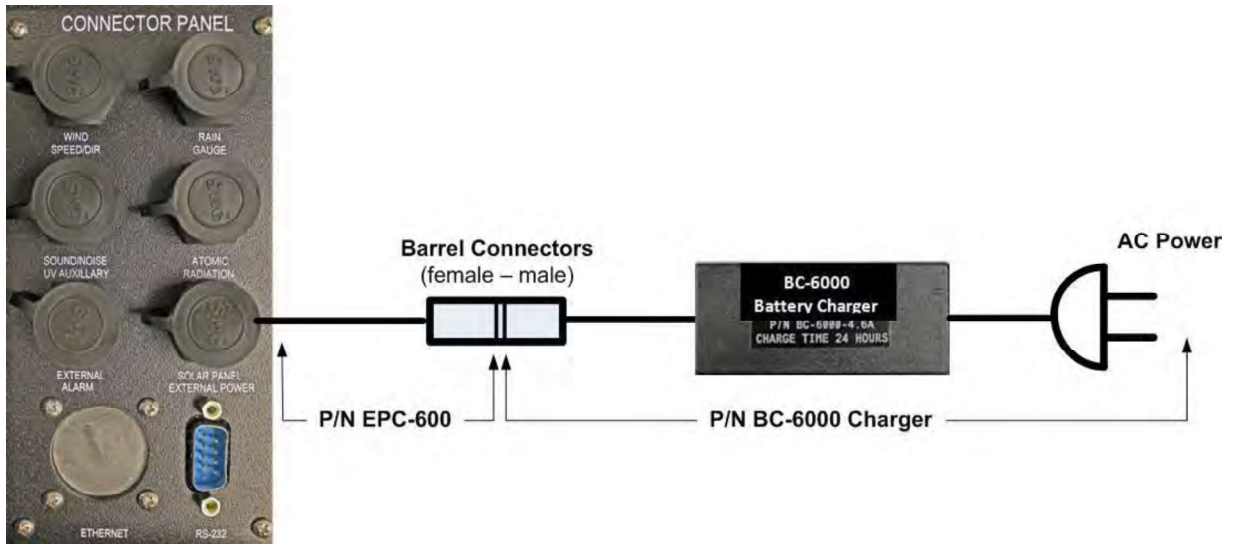 CONNECTOR PANEL
WIND
SPEED/DIR
RAIN
GAUGE
SOUND/NOISE
UV AUXILLARY
ATOMIC
RADIATION
EXTERNAL
ALARM
SOLAR PANEL
EXTERNAL POWER
ETHERNET
RS-232
Barrel Connectors
(female – male)
BC-6000
Battery Charger
P/N BC-6000-4.6A
CHARGE TIME 24 HOURS
AC Power
P/N EPC-600
P/N BC-6000 Charger